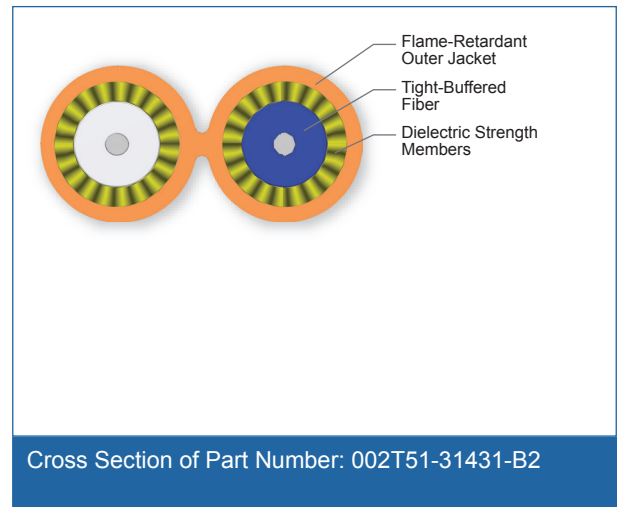 Flame-Retardant
Outer Jacket
Tight-Buffered
Fiber
Dielectric Strength
Members
Cross Section of Part Number: 002T51-31431-B2